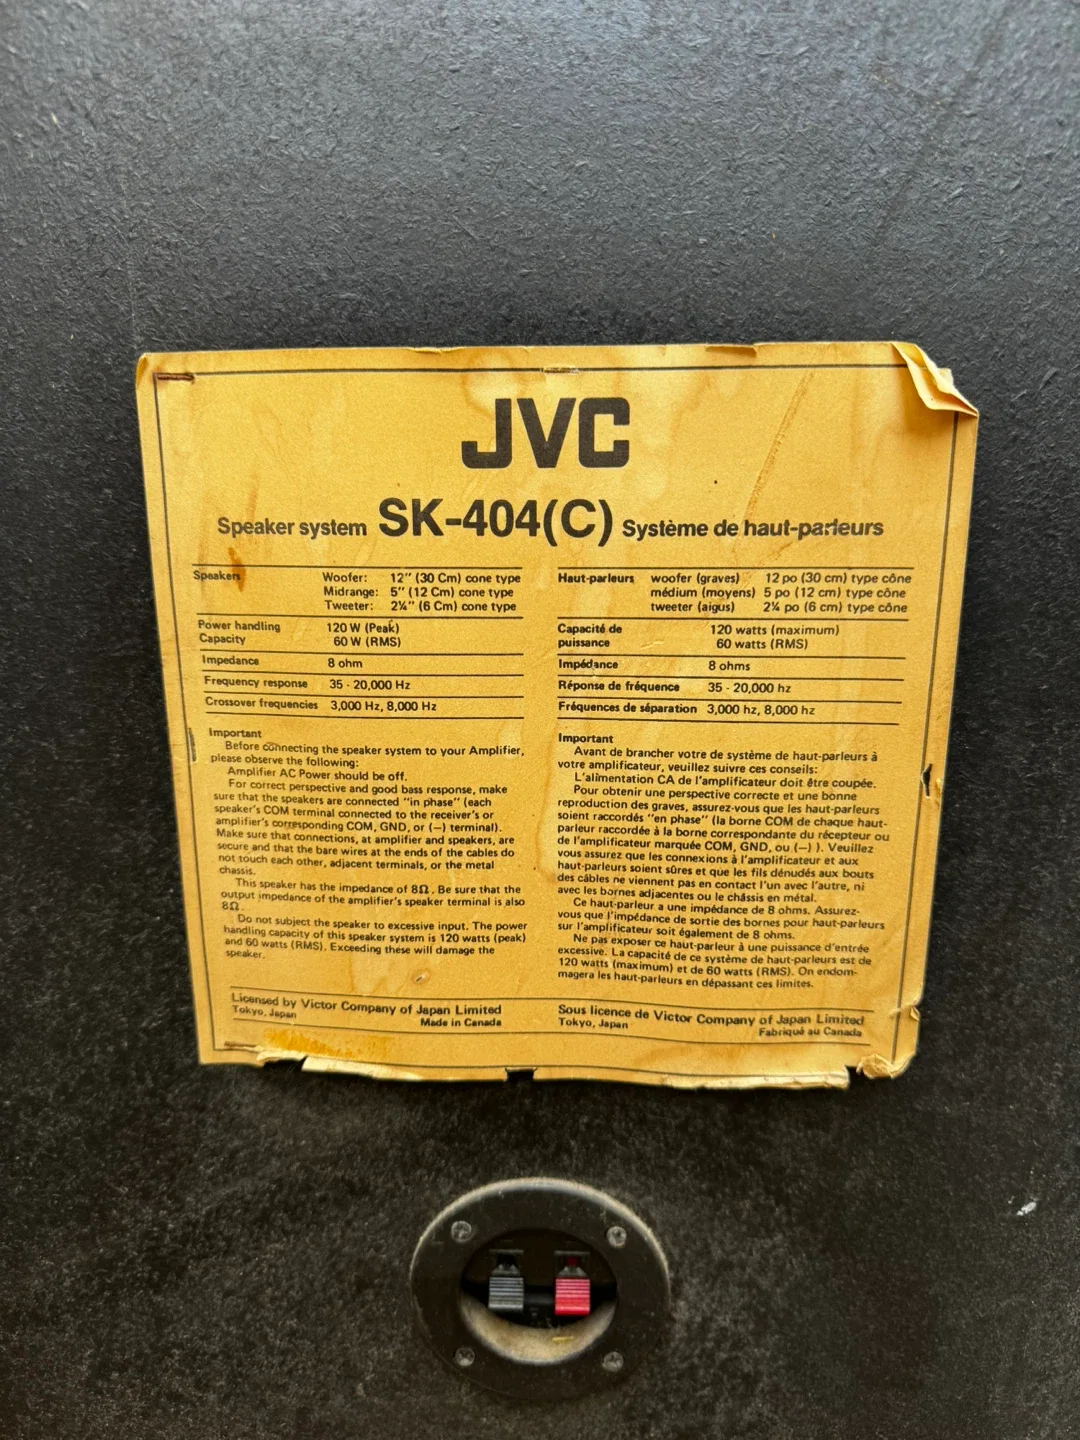 JVC
Speaker system SK-404(C) Système de haut-parleurs
Speakers Woofer: 12" (30 Cm) cone type
Midrange: 5" (12 Cm) cone type
Tweeter: 2¼" (6 Cm) cone type
Power handling 120 W (Peak)
Capacity 60 W (RMS)
Impedance 8 ohm
Frequency response 35 - 20,000 Hz
Crossover frequencies 3,000 Hz, 8,000 Hz
Important
Before connecting the speaker system to your Amplifier,
please observe the following:
Amplifier AC Power should be off.
For correct perspective and good bass response, make
sure that the speakers are connected "in phase" (each
speaker's COM terminal connected to the receiver's or
amplifier's corresponding COM, GND, or (—) terminal).
Make sure that connections, at amplifier and speakers, are
secure and that the bare wires at the ends of the cables do
not touch each other, adjacent terminals, or the metal
chassis.
This speaker has the impedance of 8Ω. Be sure that the
output impedance of the amplifier's speaker terminal is also
8Ω.
Do not subject the speaker to excessive input. The power
handling capacity of this speaker system is 120 watts (peak)
and 60 watts (RMS). Exceeding these will damage the
speaker.
Licensed by Victor Company of Japan Limited
Tokyo, Japan Made in Canada
Haut-parleurs woofer (graves) 12 po (30 cm) type cône
médium (moyens) 5 po (12 cm) type cône
tweeter (aigus) 2¼ po (6 cm) type cône
Capacité de 120 watts (maximum)
puissance 60 watts (RMS)
Impédance 8 ohms
Réponse de fréquence 35 - 20,000 hz
Fréquences de séparation 3,000 hz, 8,000 hz
Important
Avant de brancher votre de système de haut-parleurs à
votre amplificateur, veuillez suivre ces conseils:
L'alimentation CA de l'amplificateur doit être coupée.
Pour obtenir une perspective correcte et une bonne
reproduction des graves, assurez-vous que les haut-parleurs
soient raccordés "en phase" (la borne COM de chaque haut-
parleur raccordée à la borne correspondante du récepteur ou
de l'amplificateur marquée COM, GND, ou (—) ). Veuillez
vous assurez que les connexions à l'amplificateur et aux
haut-parleurs soient sûres et que les fils dénudés aux bouts
des câbles ne viennent pas en contact l'un avec l'autre, ni
avec les bornes adjacentes ou le châssis en métal.
Ce haut-parleur a une impédance de 8 ohms. Assurez-
vous que l'impédance de sortie des bornes pour haut-parleurs
sur l'amplificateur soit également de 8 ohms.
Ne pas exposer ce haut-parleur à une puissance d'entrée
excessive. La capacité de ce système de haut-parleurs est de
120 watts (maximum) et de 60 watts (RMS). On endom-
magera les haut-parleurs en dépassant ces limites.
Sous licence de Victor Company of Japan Limited
Tokyo, Japan Fabriqué au Canada